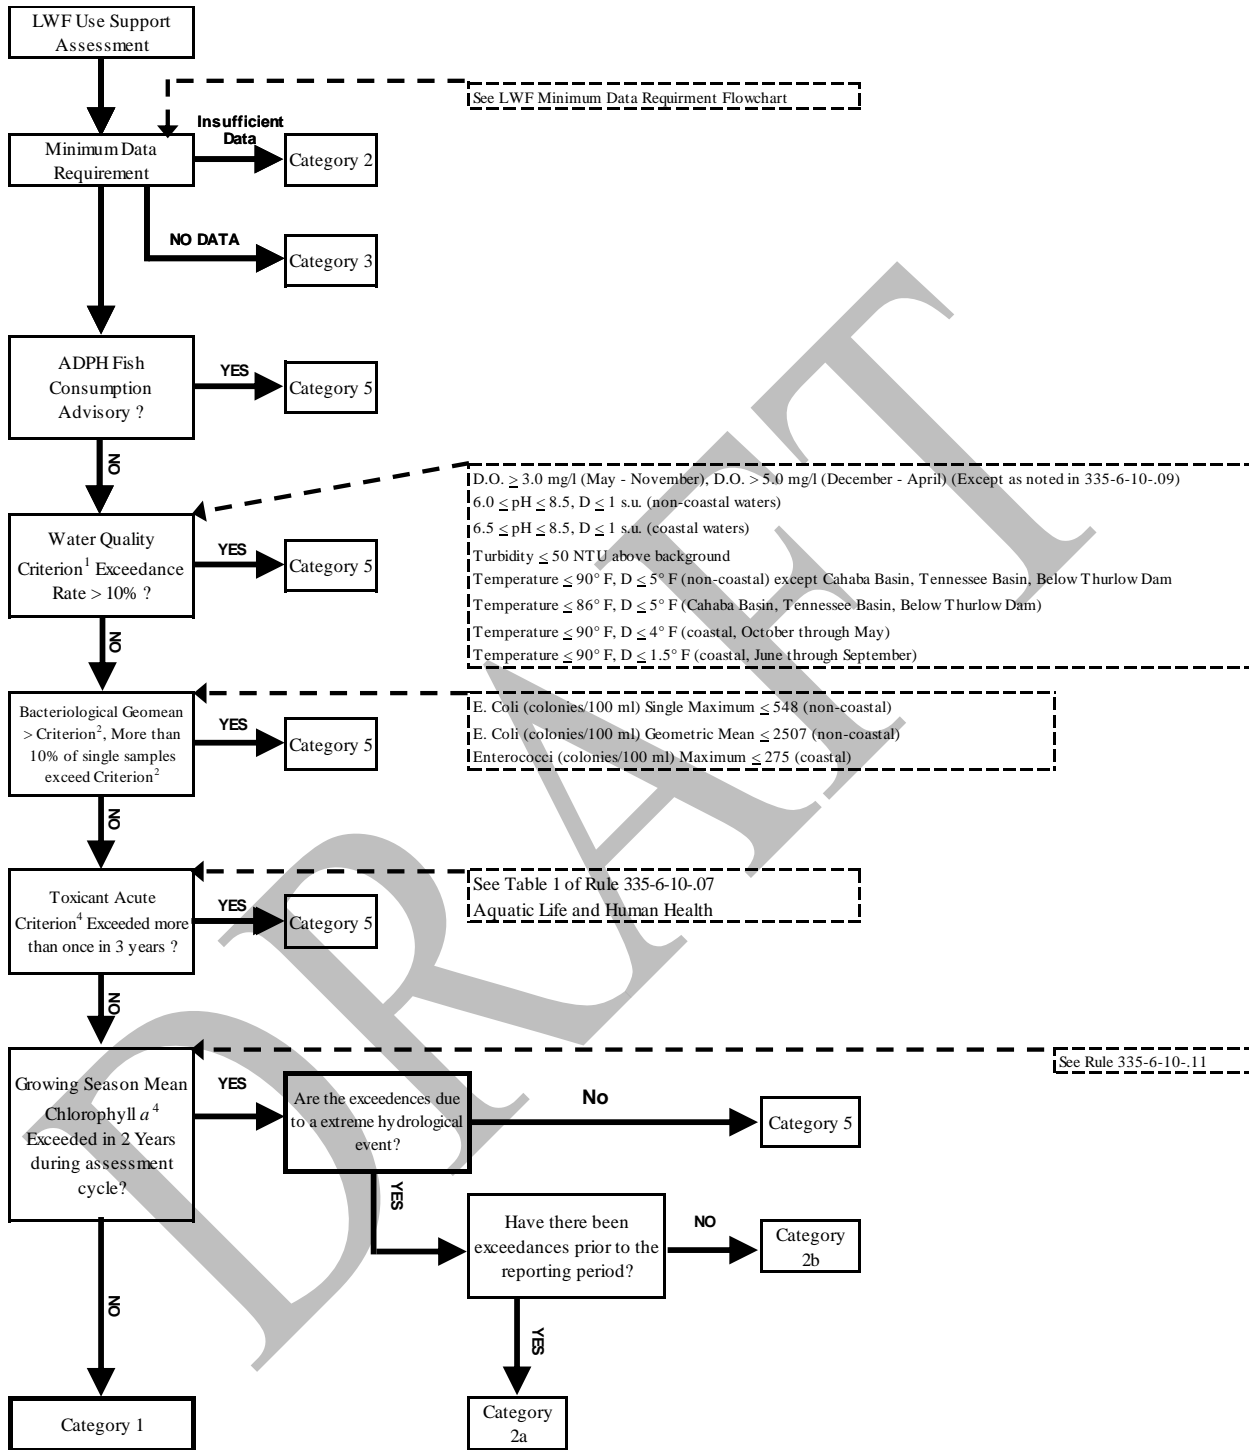 LWF Use Support
Assessment
See LWF Minimum Data Requirment Flowchart
Insufficient
Data
Minimum Data
Requirement
Category 2
NO DATA
Category 3
ADPH Fish
Consumption
Advisory ?
YES
Category 5
NO
D.O. ≥ 3.0 mg/l (May - November), D.O. > 5.0 mg/l (December - April) (Except as noted in 335-6-10-.09)
6.0 ≤ pH ≤ 8.5, D ≤ 1 s.u. (non-coastal waters)
6.5 ≤ pH ≤ 8.5, D ≤ 1 s.u. (coastal waters)
Turbidity ≤ 50 NTU above background
Temperature ≤ 90° F, D ≤ 5° F (non-coastal) except Cahaba Basin, Tennessee Basin, Below Thurlow Dam
Temperature ≤ 86° F, D ≤ 5° F (Cahaba Basin, Tennessee Basin, Below Thurlow Dam)
Temperature ≤ 90° F, D ≤ 4° F (coastal, October through May)
Temperature ≤ 90° F, D ≤ 1.5° F (coastal, June through September)
Water Quality
Criterion¹ Exceedance
Rate > 10% ?
YES
Category 5
NO
Bacteriological Geomean
> Criterion², More than
10% of single samples
exceed Criterion²
YES
Category 5
E. Coli (colonies/100 ml) Single Maximum ≤ 548 (non-coastal)
E. Coli (colonies/100 ml) Geometric Mean ≤ 2507 (non-coastal)
Enterococci (colonies/100 ml) Maximum ≤ 275 (coastal)
NO
Toxicant Acute
Criterion⁴ Exceeded more
than once in 3 years ?
YES
Category 5
See Table 1 of Rule 335-6-10-.07
Aquatic Life and Human Health
NO
See Rule 335-6-10-.11
Growing Season Mean
Chlorophyll a⁴
Exceeded in 2 Years
during assessment
cycle?
YES
Are the exceedences due
to a extreme hydrological
event?
No
Category 5
YES
Have there been
exceedances prior to the
reporting period?
NO
Category
2b
NO
YES
Category 1
Category
2a
DRAFT